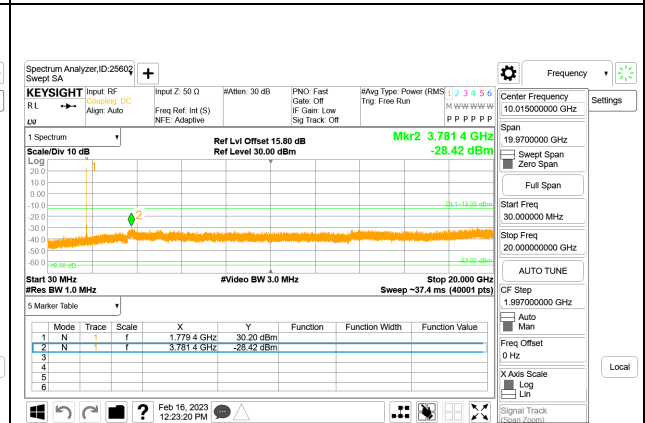 Spectrum Analyzer,ID:25602
Swept SA
Frequency
KEYSIGHT
Input: RF
Input Z: 50 Ω
#Atten: 30 dB
PNO: Fast
#Avg Type: Power (RMS
1 2 3 4 5 6
RL
Coupling: DC
Gate: Off
Trig: Free Run
M W W W W W
Align: Auto
Freq Ref: Int (S)
IF Gain: Low
NFE: Adaptive
Sig Track: Off
P P P P P P
1 Spectrum
Ref Lvl Offset 15.80 dB
Mkr2 3.781 4 GHz
Scale/Div 10 dB
Ref Level 30.00 dBm
-28.42 dBm
Log
20.0
10.0
0.00
-10.0
-20.0
-30.0
-40.0
-50.0
-60.0
1
2
DL1 -13.00 dBm
Start 30 MHz
#Video BW 3.0 MHz
Stop 20.000 GHz
#Res BW 1.0 MHz
Sweep ~37.4 ms (40001 pts)
5 Marker Table
Mode Trace Scale X Y Function Function Width Function Value
1 N 1 f 1.779 4 GHz 30.20 dBm
2 N 1 f 3.781 4 GHz -28.42 dBm
3
4
5
6
Feb 16, 2023
12:23:20 PM
?
Center Frequency
10.015000000 GHz
Settings
Span
19.9700000 GHz
Swept Span
Zero Span
Full Span
Start Freq
30.000000 MHz
Stop Freq
20.000000000 GHz
AUTO TUNE
CF Step
1.997000000 GHz
Auto
Man
Freq Offset
0 Hz
X Axis Scale
Log
Lin
Local
Signal Track
(Span Zoom)